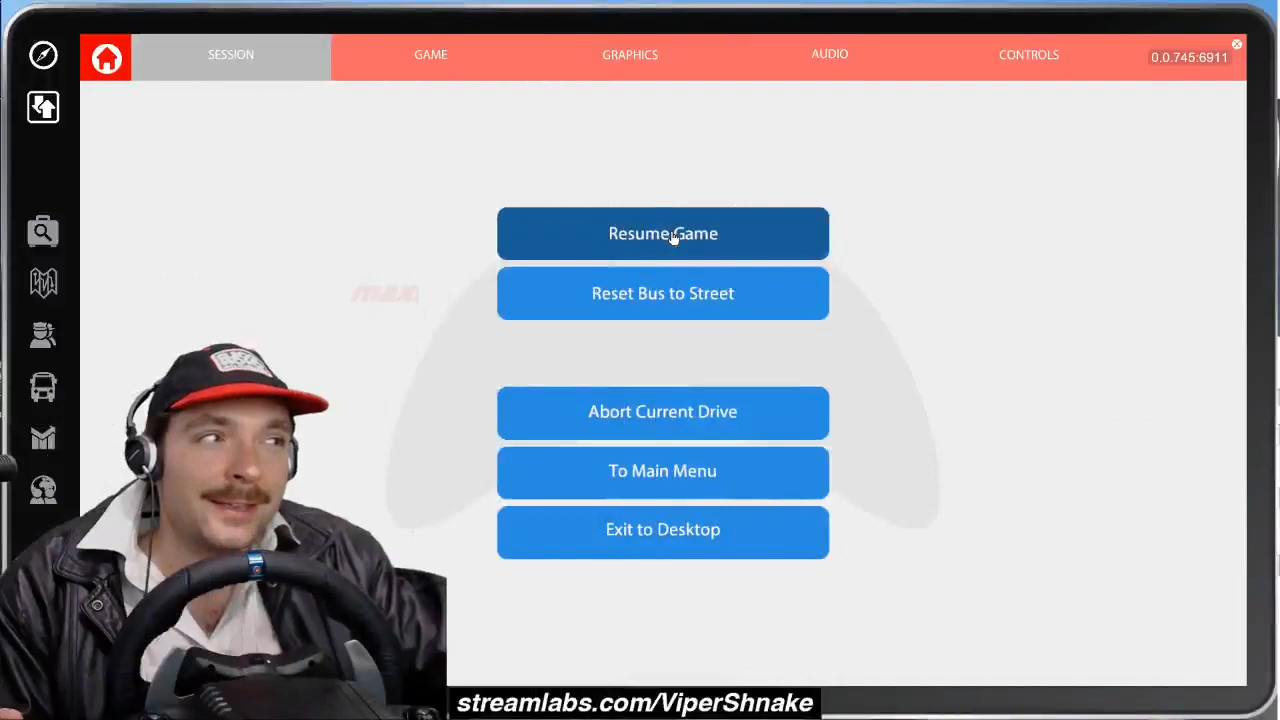 SESSION
GAME
GRAPHICS
AUDIO
CONTROLS
0.0.745:6911
Resume Game
Reset Bus to Street
Abort Current Drive
To Main Menu
Exit to Desktop
streamlabs.com/ViperShnake